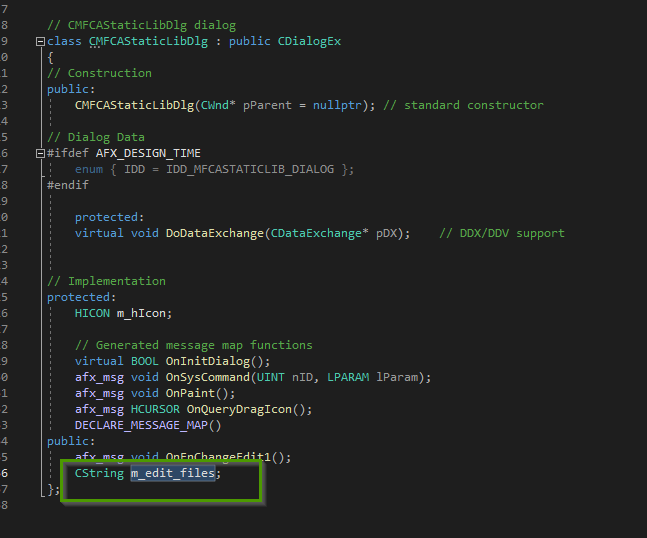 7
8 // CMFCAStaticLibDlg dialog
9 class CMFCAStaticLibDlg : public CDialogEx
0 {
1 // Construction
2 public:
3 CMFCAStaticLibDlg(CWnd* pParent = nullptr); // standard constructor
4
5 // Dialog Data
6 #ifdef AFX_DESIGN_TIME
7 enum { IDD = IDD_MFCASTATICLIB_DIALOG };
8 #endif
9
0 protected:
1 virtual void DoDataExchange(CDataExchange* pDX); // DDX/DDV support
2
3
4 // Implementation
5 protected:
6 HICON m_hIcon;
7
8 // Generated message map functions
9 virtual BOOL OnInitDialog();
0 afx_msg void OnSysCommand(UINT nID, LPARAM lParam);
1 afx_msg void OnPaint();
2 afx_msg HCURSOR OnQueryDragIcon();
3 DECLARE_MESSAGE_MAP()
4 public:
5 afx_msg void OnEnChangeEdit1();
6 CString m_edit_files;
7 };
8